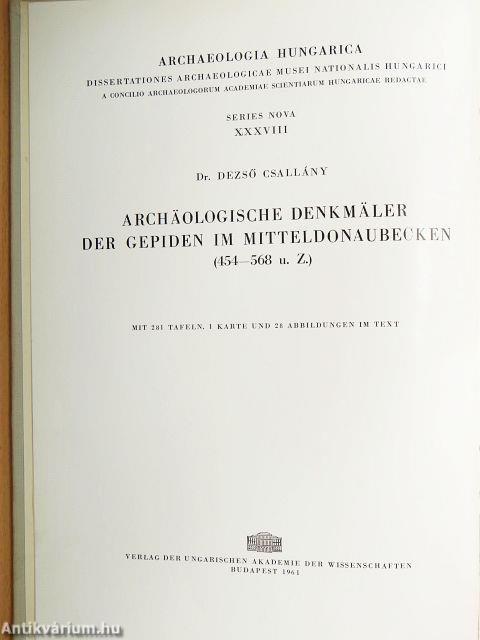 ARCHAEOLOGIA HUNGARICA
DISSERTATIONES ARCHAEOLOGICAE MUSEI NATIONALIS HUNGARICI
A CONCILIO ARCHAEOLOGORUM ACADEMIAE SCIENTIARUM HUNGARICAE REDACTAE
SERIES NOVA
XXXVIII
Dr. DEZSŐ CSALLÁNY
ARCHÄOLOGISCHE DENKMÄLER
DER GEPIDEN IM MITTELDONAUBECKEN
(454—568 u. Z.)
MIT 281 TAFELN, 1 KARTE UND 28 ABBILDUNGEN IM TEXT
VERLAG DER UNGARISCHEN AKADEMIE DER WISSENSCHAFTEN
BUDAPEST 1961
Antikvárium.hu